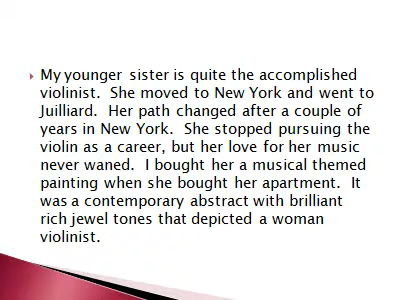 My younger sister is quite the accomplished
violinist.  She moved to New York and went to
Juilliard.  Her path changed after a couple of
years in New York.  She stopped pursuing the
violin as a career, but her love for her music
never waned.  I bought her a musical themed
painting when she bought her apartment.  It
was a contemporary abstract with brilliant
rich jewel tones that depicted a woman
violinist.